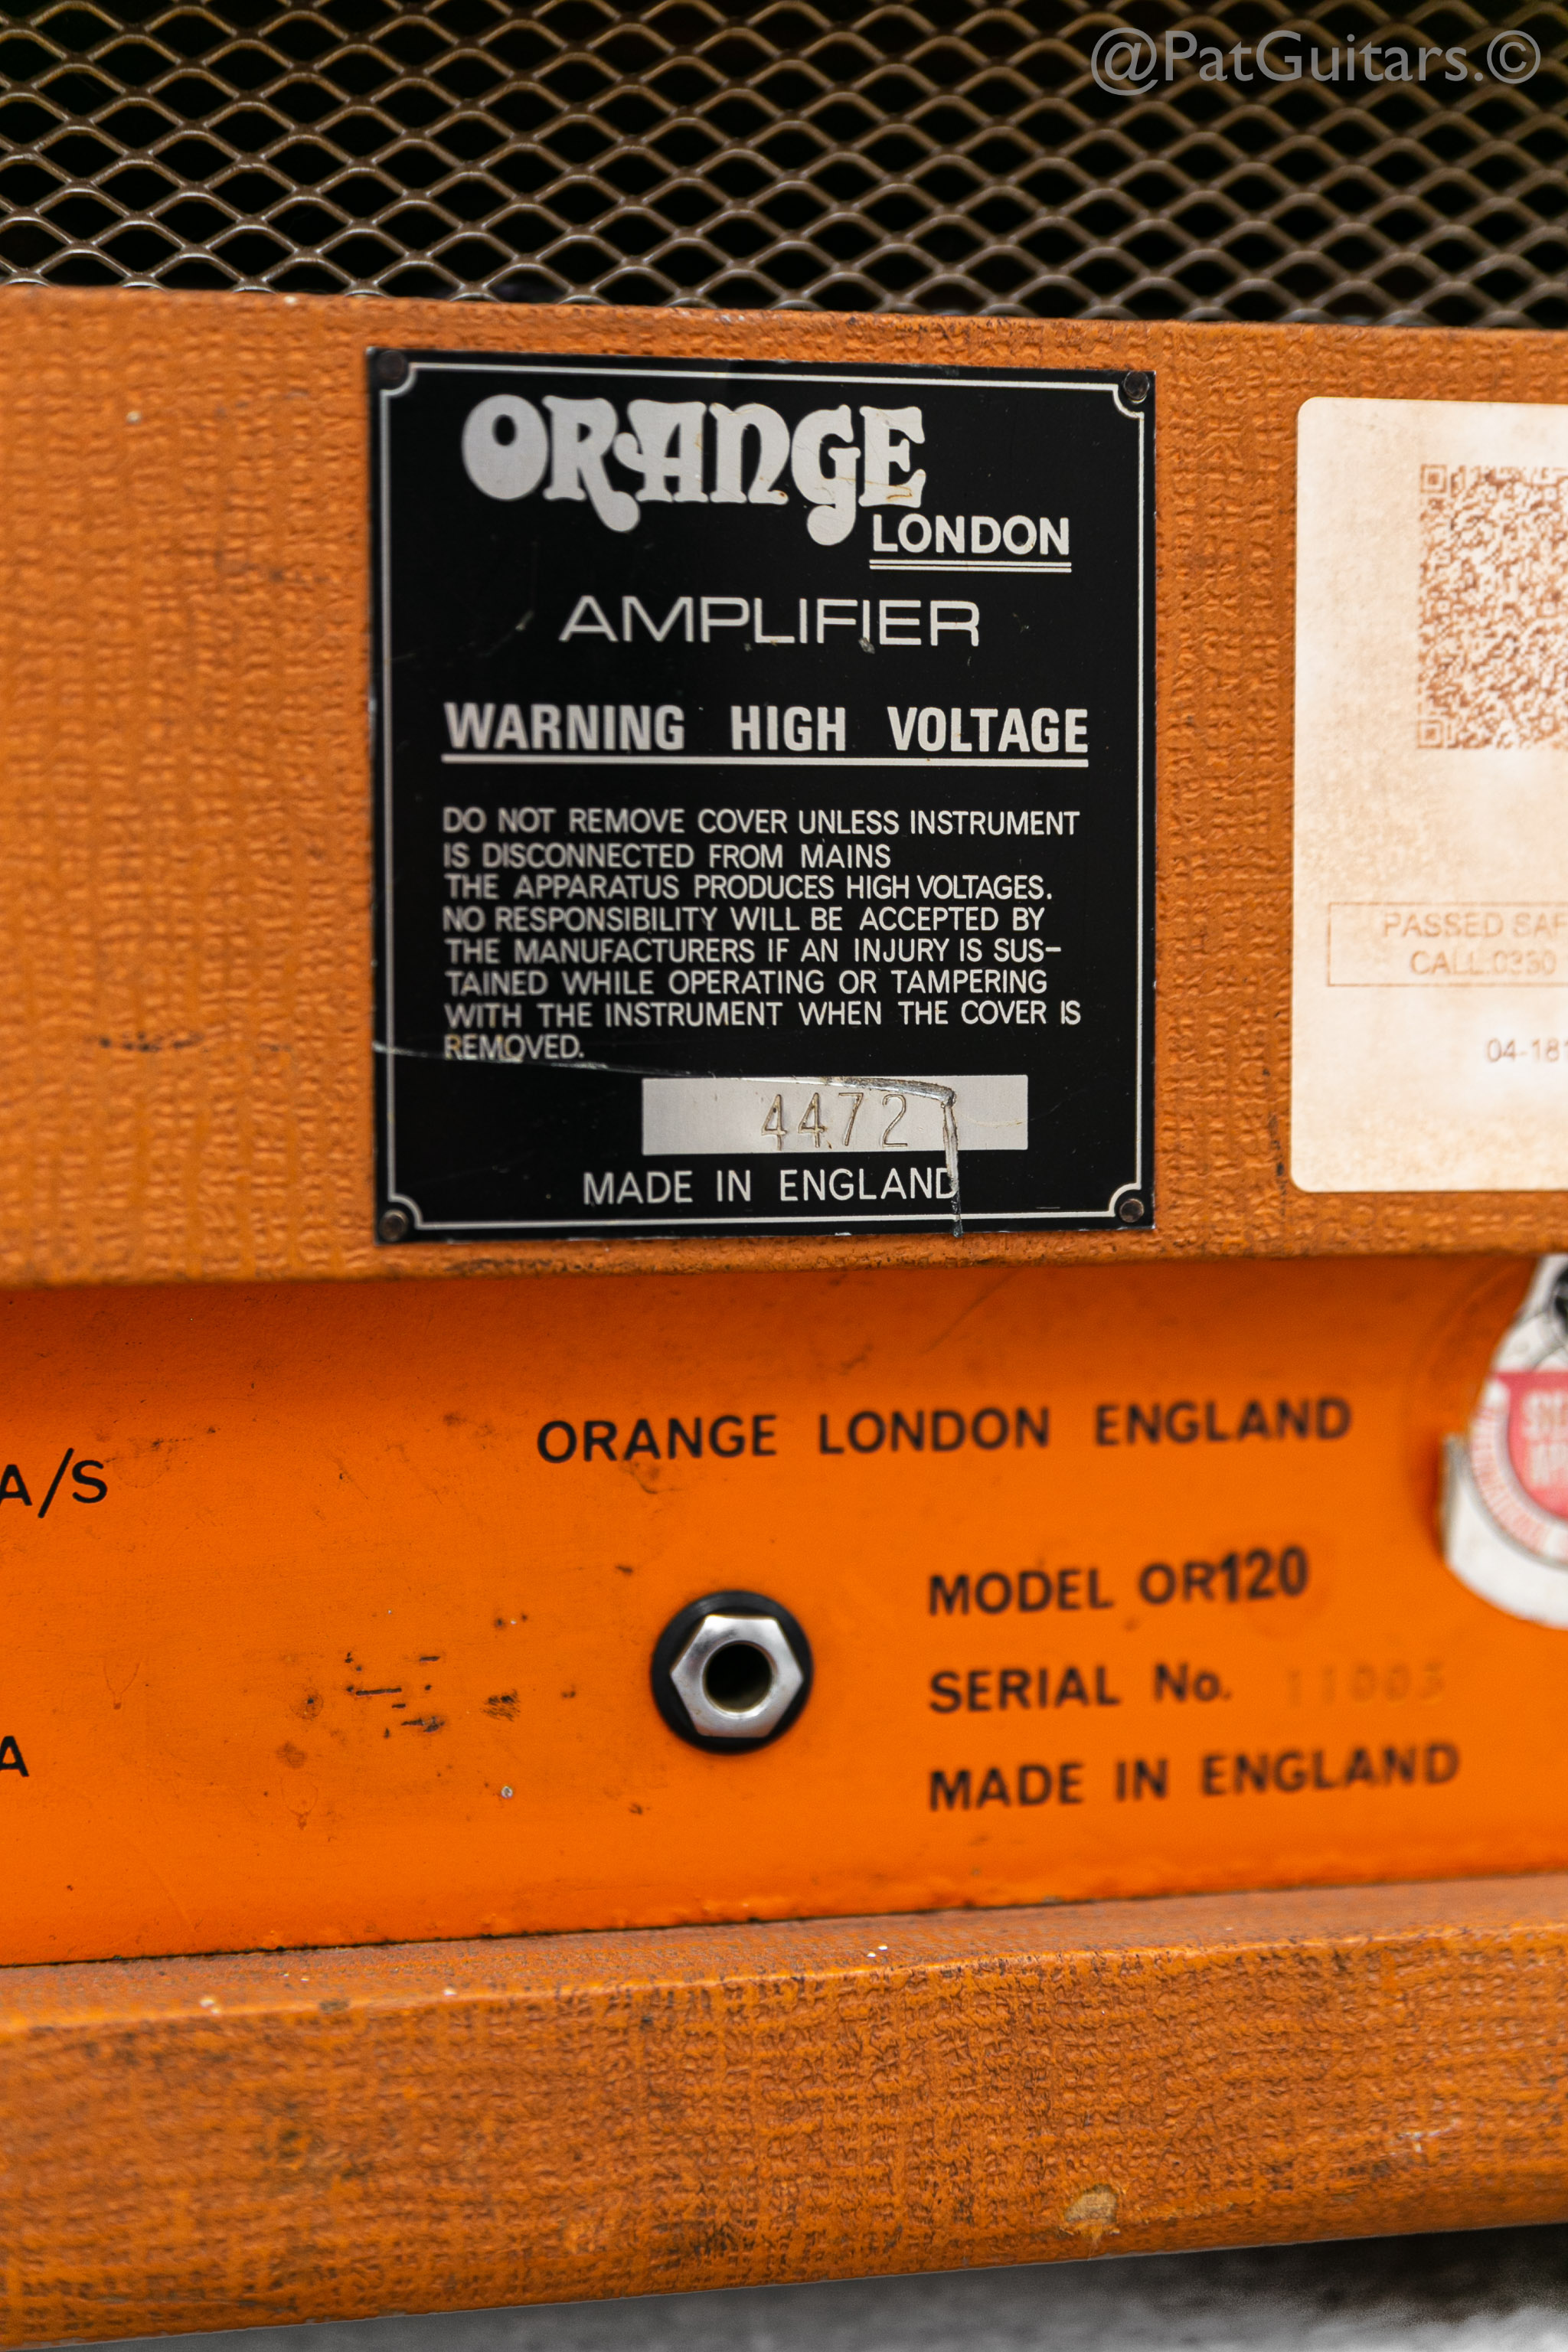 @PatGuitars.©
ORANGE
LONDON
AMPLIFIER
WARNING HIGH VOLTAGE
DO NOT REMOVE COVER UNLESS INSTRUMENT
IS DISCONNECTED FROM MAINS
THE APPARATUS PRODUCES HIGH VOLTAGES.
NO RESPONSIBILITY WILL BE ACCEPTED BY
THE MANUFACTURERS IF AN INJURY IS SUS-
TAINED WHILE OPERATING OR TAMPERING
WITH THE INSTRUMENT WHEN THE COVER IS
REMOVED.
4472
MADE IN ENGLAND
PASSED
CALL:
04-18
A/S
ORANGE LONDON ENGLAND
MODEL OR120
SERIAL No. 11003
A
MADE IN ENGLAND